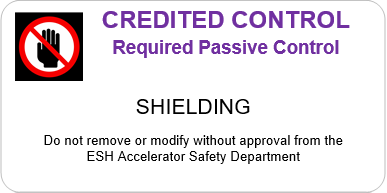 CREDITED CONTROL
Required Passive Control
SHIELDING
Do not remove or modify without approval from the
ESH Accelerator Safety Department